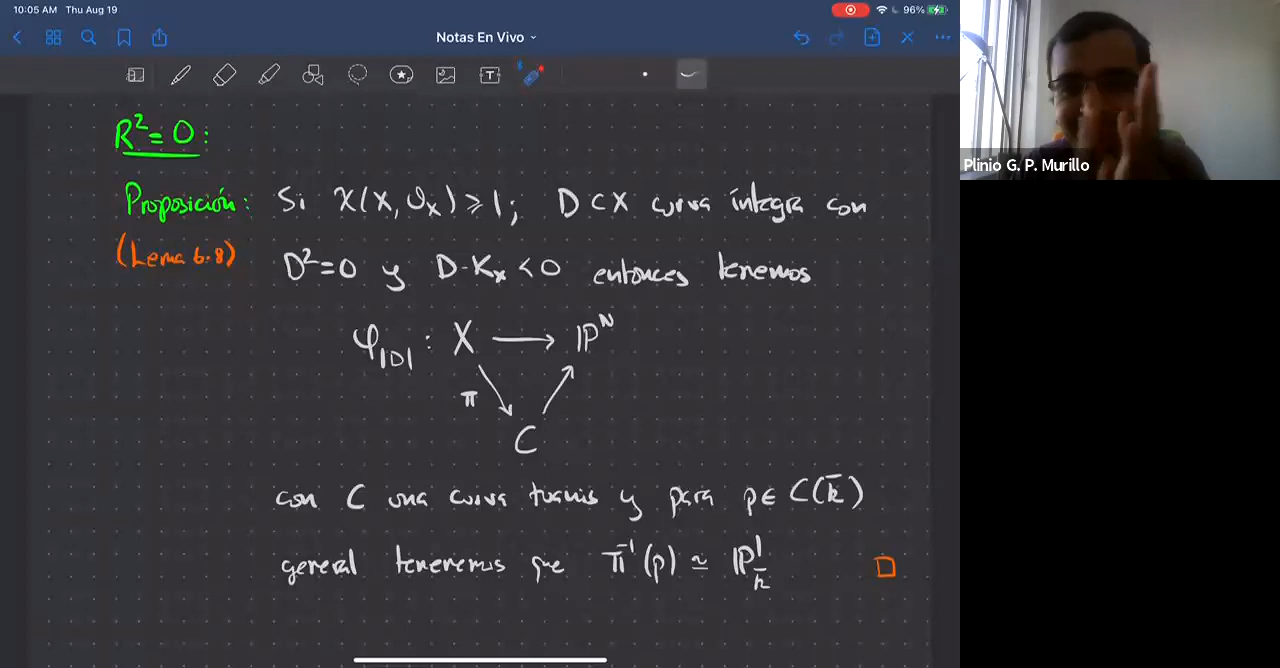 10:05 AM Thu Aug 19
96%
Notas En Vivo
Plinio G. P. Murillo
R²=0:
Proposición: Si χ(X, O_X) ≥ 1; D ⊂ X curva íntegra con
(Lema 6.8) D²=0 y D·K_X < 0 entonces tenemos
φ_|D| : X → ℙ^N
π
C
con C una curva y para p ∈ C(k̄)
general tenemos que π⁻¹(p) ≃ ℙ¹_k̄ □